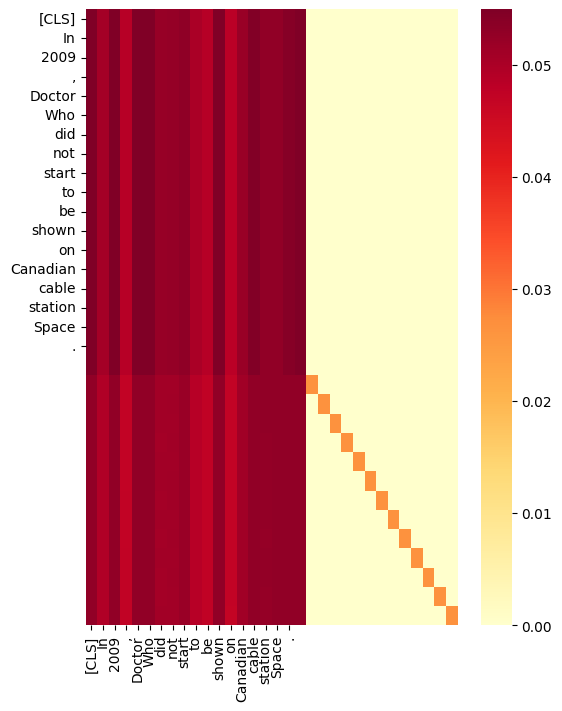 [CLS]
In
2009
,
Doctor
Who
did
not
start
to
be
shown
on
Canadian
cable
station
Space
.
0.05
0.04
0.03
0.02
0.01
0.00
[CLS]
In
2009
,
Doctor
Who
did
not
start
to
be
shown
on
Canadian
cable
station
Space
.